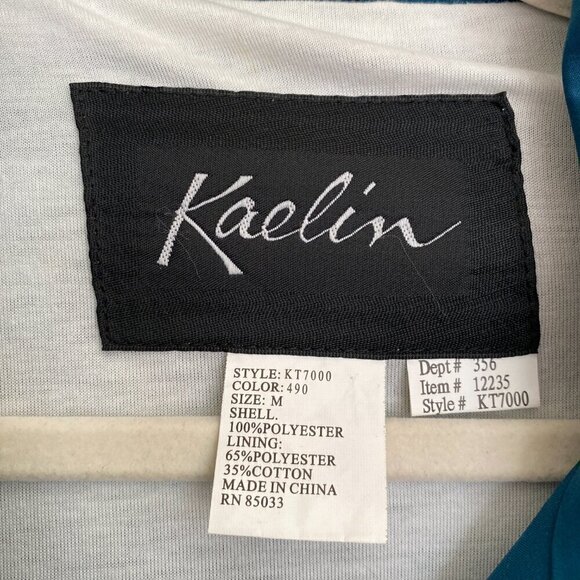 Kaelin
STYLE: KT7000
COLOR: 490
SIZE: M
SHELL.
100%POLYESTER
LINING:
65%POLYESTER
35%COTTON
MADE IN CHINA
RN 85033
Dept# 356
Item# 12235
Style# KT7000